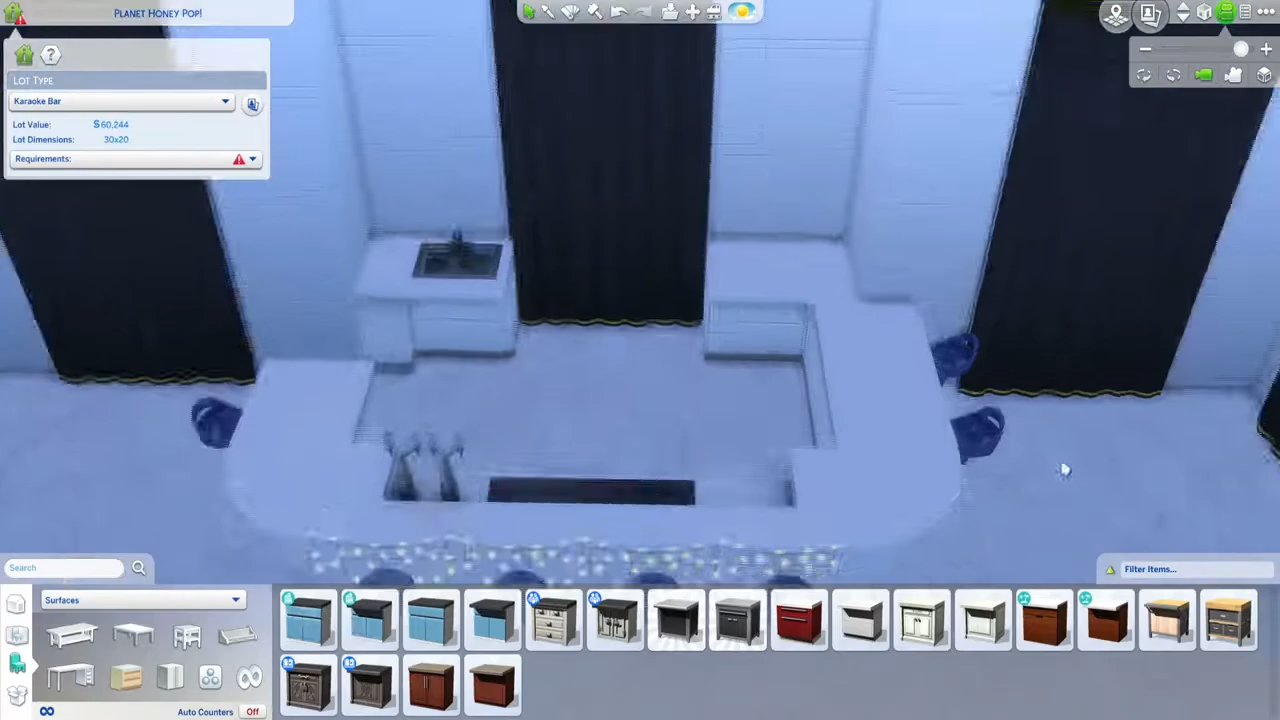 PLANET HONEY POP!
LOT TYPE
Karaoke Bar
Lot Value: §60,244
Lot Dimensions: 30x20
Requirements:
Search
Filter Items...
Surfaces
Auto Counters Off